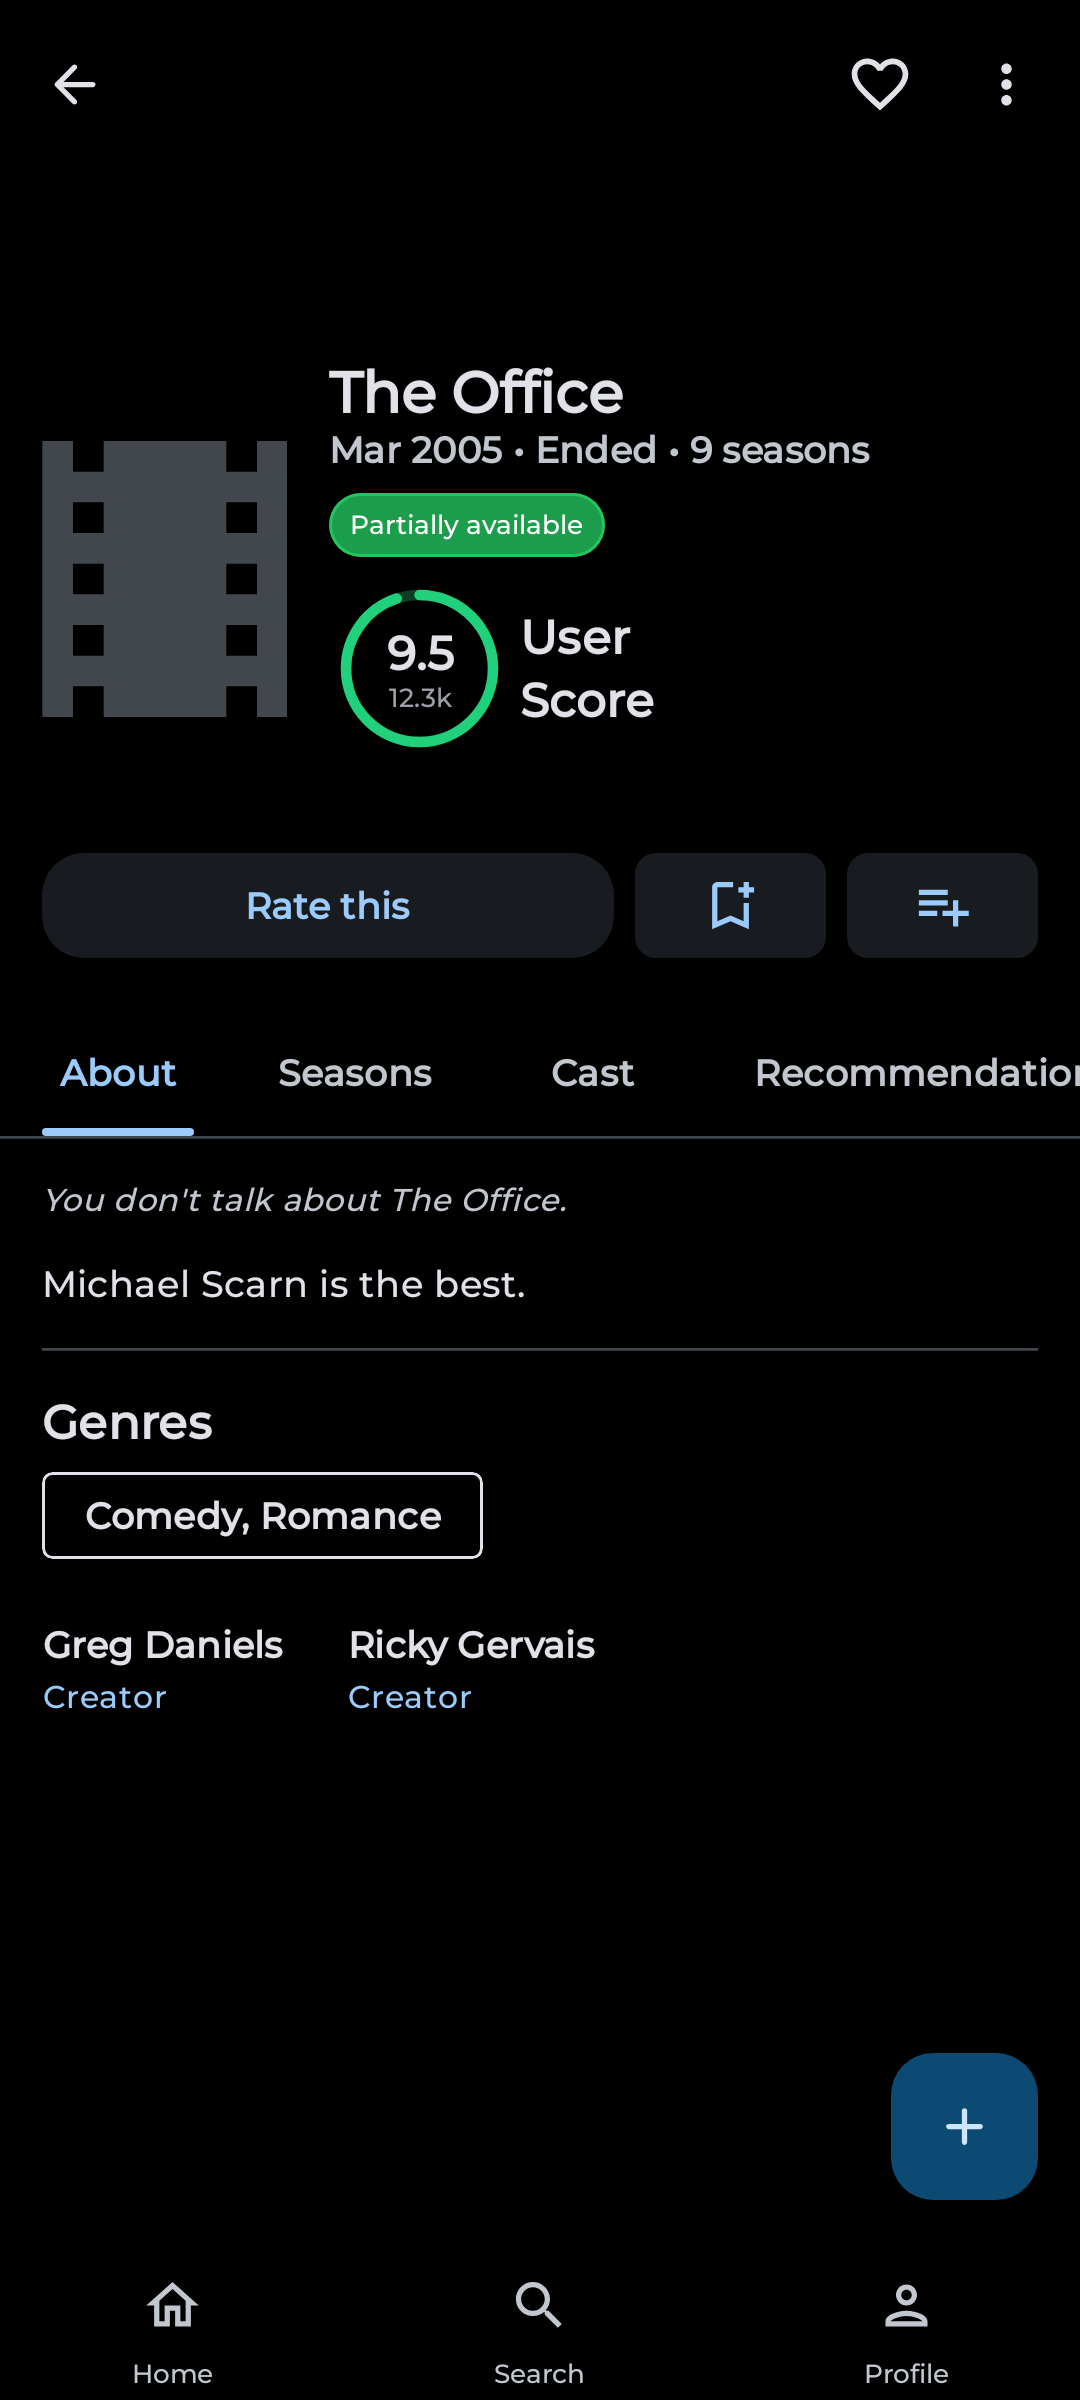 The Office
Mar 2005 • Ended • 9 seasons
Partially available
9.5
12.3k
User
Score
Rate this
About
Seasons
Cast
Recommendation
You don't talk about The Office.
Michael Scarn is the best.
Genres
Comedy, Romance
Greg Daniels
Creator
Ricky Gervais
Creator
Home
Search
Profile